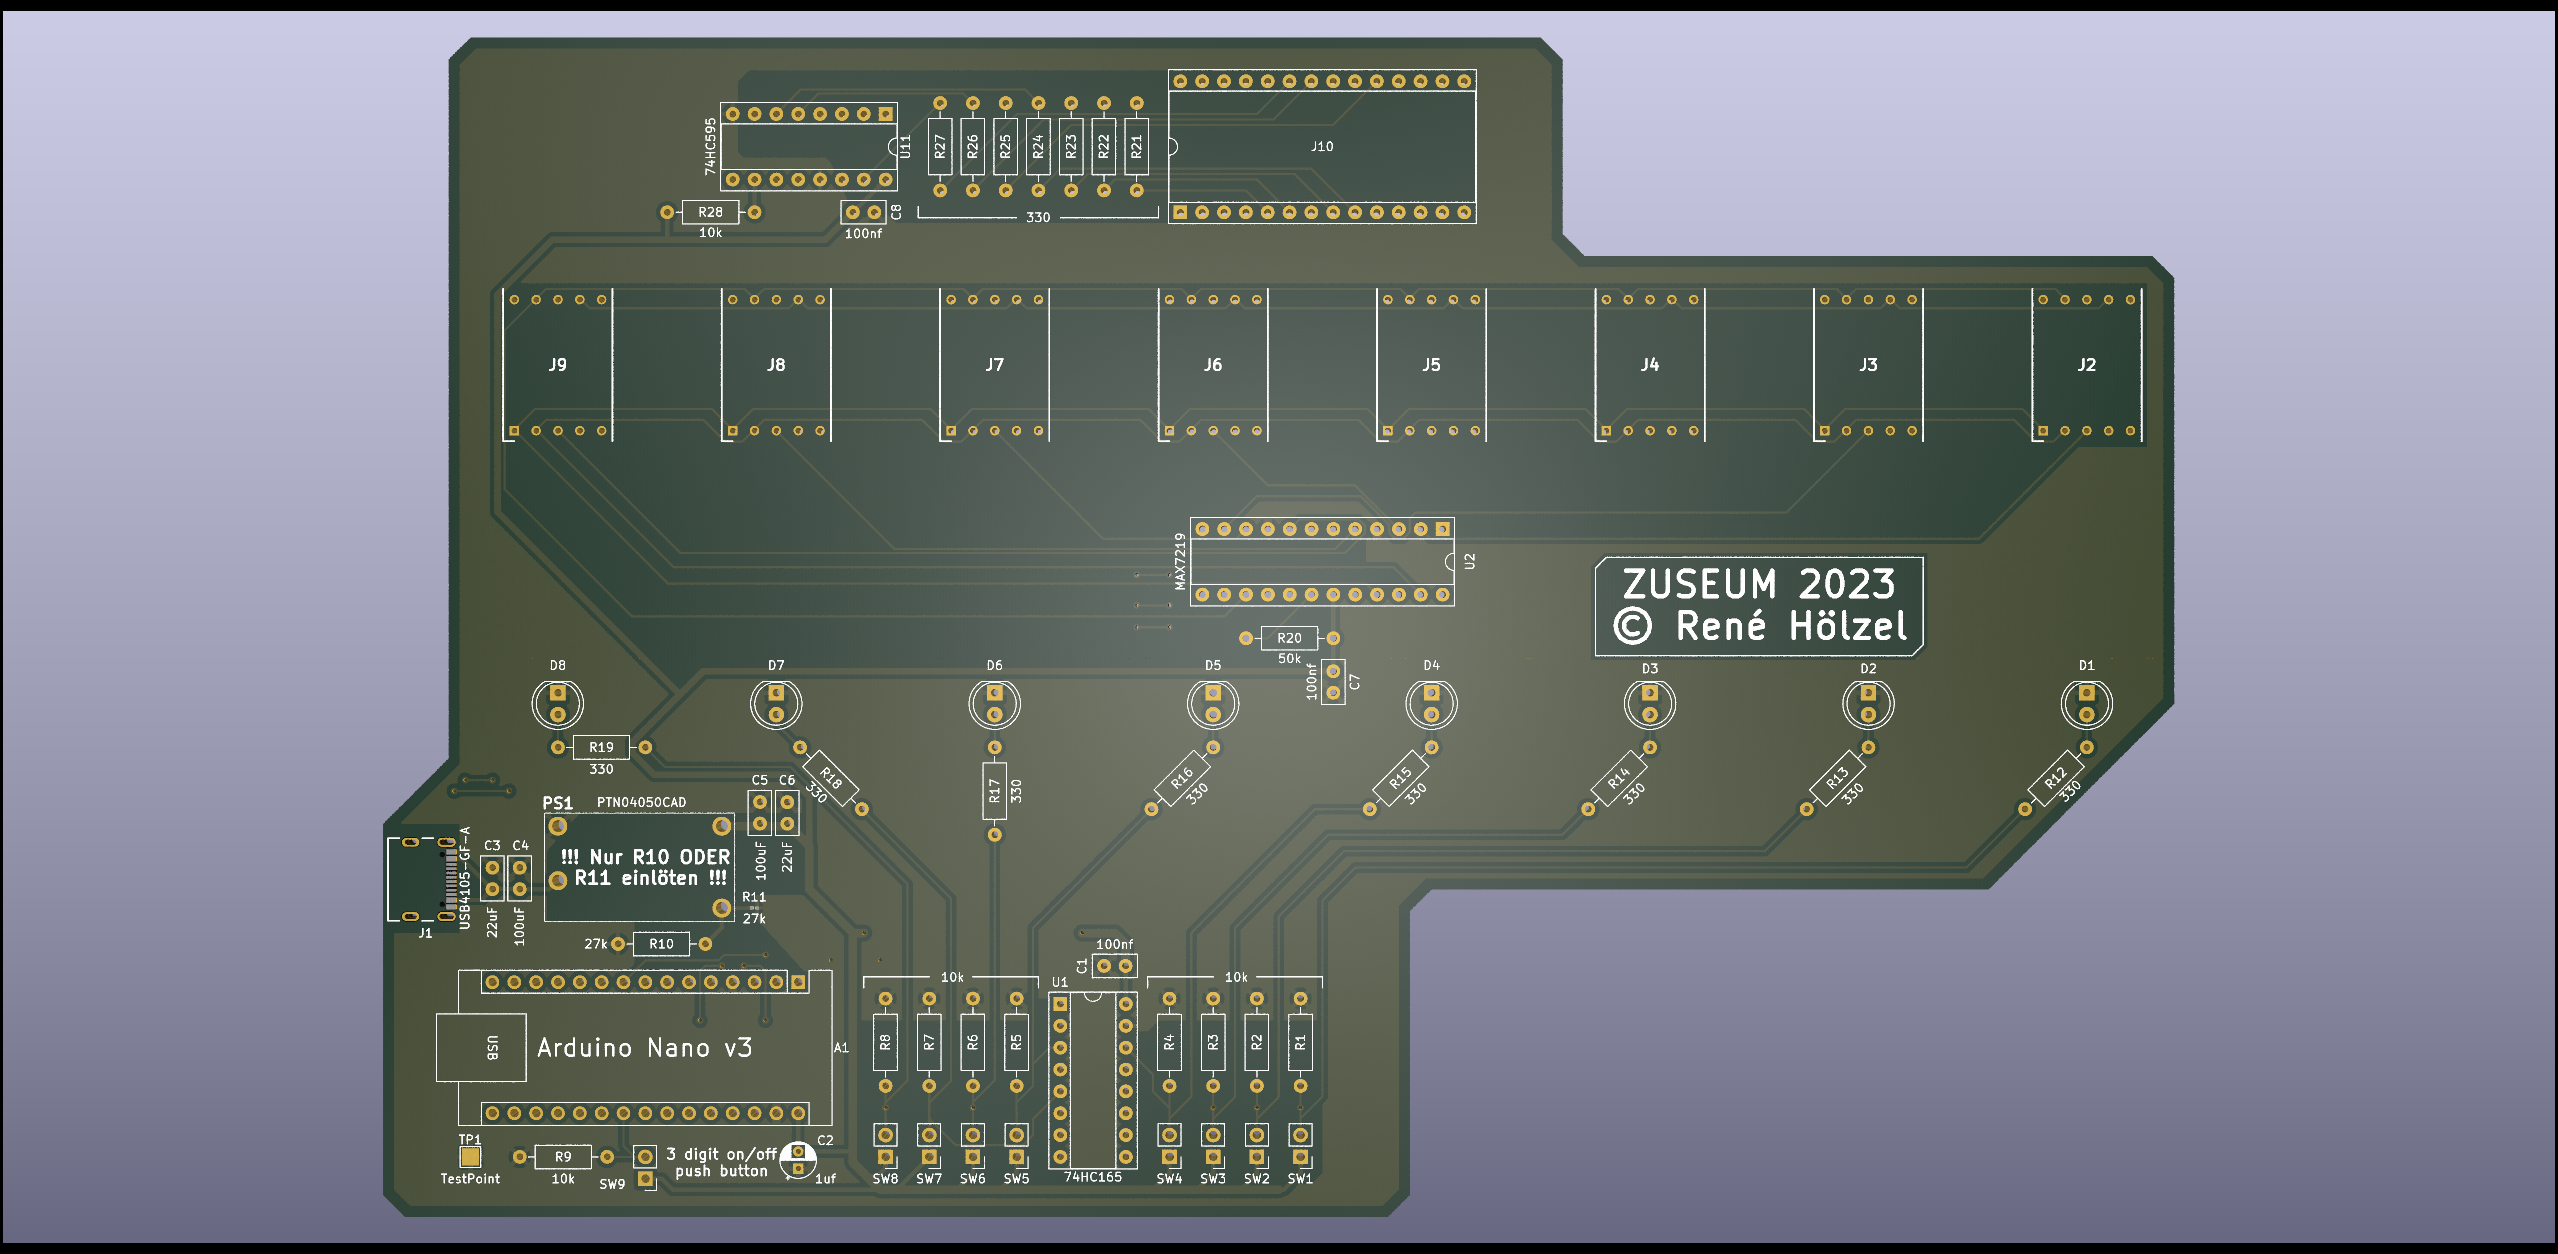 74HC595
U11
R27
R26
R25
R24
R23
R22
R21
J10
330
R28
10k
C8
100nf
J9
J8
J7
J6
J5
J4
J3
J2
MAX7219
U2
ZUSEUM 2023
© René Hölzel
R20
50k
100nf
C7
D8
D7
D6
D5
D4
D3
D2
D1
R19
330
R18
330
R17
330
R16
330
R15
330
R14
330
R13
330
R12
330
PS1
PTN04050CAD
C5
C6
100uF
22uF
!!! Nur R10 ODER
R11 einlöten !!!
USB4105-GF-A
J1
C3
C4
22uF
100uF
R11
27k
27k
R10
USB
Arduino Nano v3
A1
10k
R8
R7
R6
R5
U1
C1
100nf
10k
R4
R3
R2
R1
TP1
TestPoint
R9
10k
SW9
3 digit on/off
push button
C2
+
1uf
SW8
SW7
SW6
SW5
74HC165
SW4
SW3
SW2
SW1